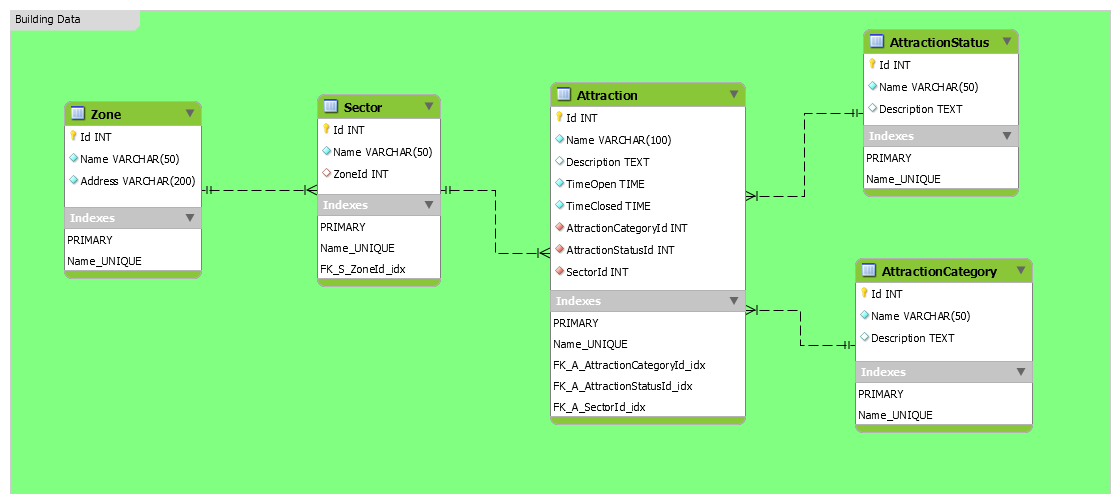 Building Data
Zone
Id INT
Name VARCHAR(50)
Address VARCHAR(200)
Indexes
PRIMARY
Name_UNIQUE
Sector
Id INT
Name VARCHAR(50)
ZoneId INT
Indexes
PRIMARY
Name_UNIQUE
FK_S_ZoneId_idx
Attraction
Id INT
Name VARCHAR(100)
Description TEXT
TimeOpen TIME
TimeClosed TIME
AttractionCategoryId INT
AttractionStatusId INT
SectorId INT
Indexes
PRIMARY
Name_UNIQUE
FK_A_AttractionCategoryId_idx
FK_A_AttractionStatusId_idx
FK_A_SectorId_idx
AttractionStatus
Id INT
Name VARCHAR(50)
Description TEXT
Indexes
PRIMARY
Name_UNIQUE
AttractionCategory
Id INT
Name VARCHAR(50)
Description TEXT
Indexes
PRIMARY
Name_UNIQUE